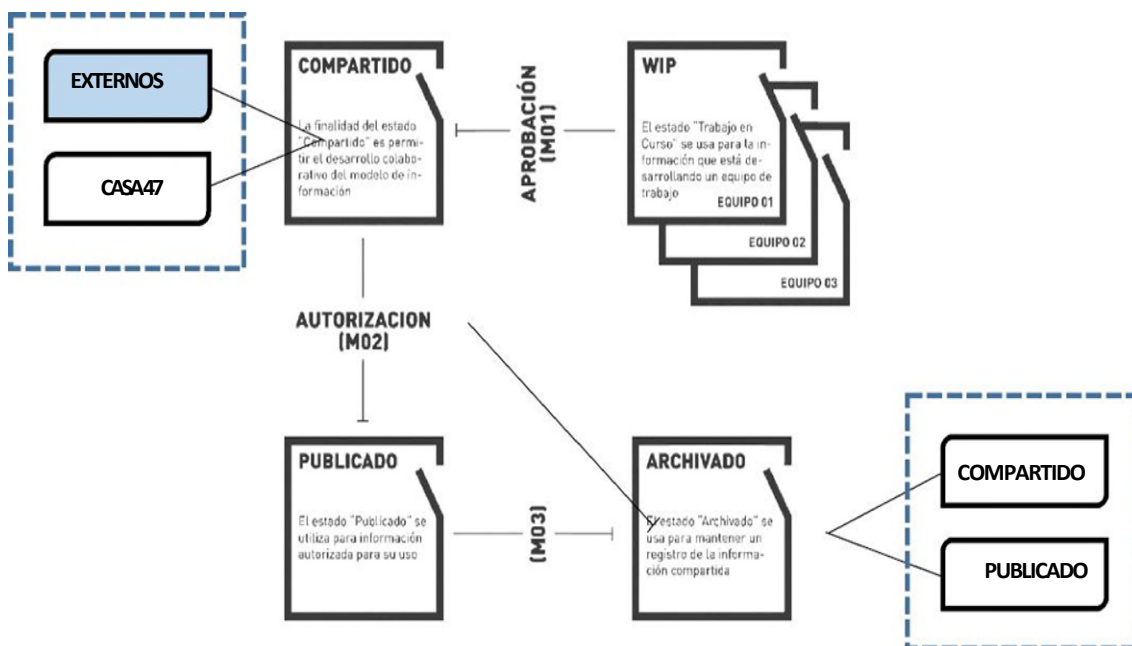 EXTERNOS
CASA47
COMPARTIDO
La finalidad del estado
"Compartido" es permi-
tir el desarrollo colabo-
rativo del modelo de in-
formación
APROBACIÓN
(M01)
WIP
El estado "Trabajo en
Curso" se usa para la in-
formación que está de-
sarrollando un equipo de
trabajo
EQUIPO 01
EQUIPO 02
EQUIPO 03
AUTORIZACION
(M02)
PUBLICADO
El estado "Publicado" se
utiliza para información
autorizada para su uso
(M03)
ARCHIVADO
El estado "Archivado" se
usa para mantener un
registro de la informa-
ción compartida
COMPARTIDO
PUBLICADO